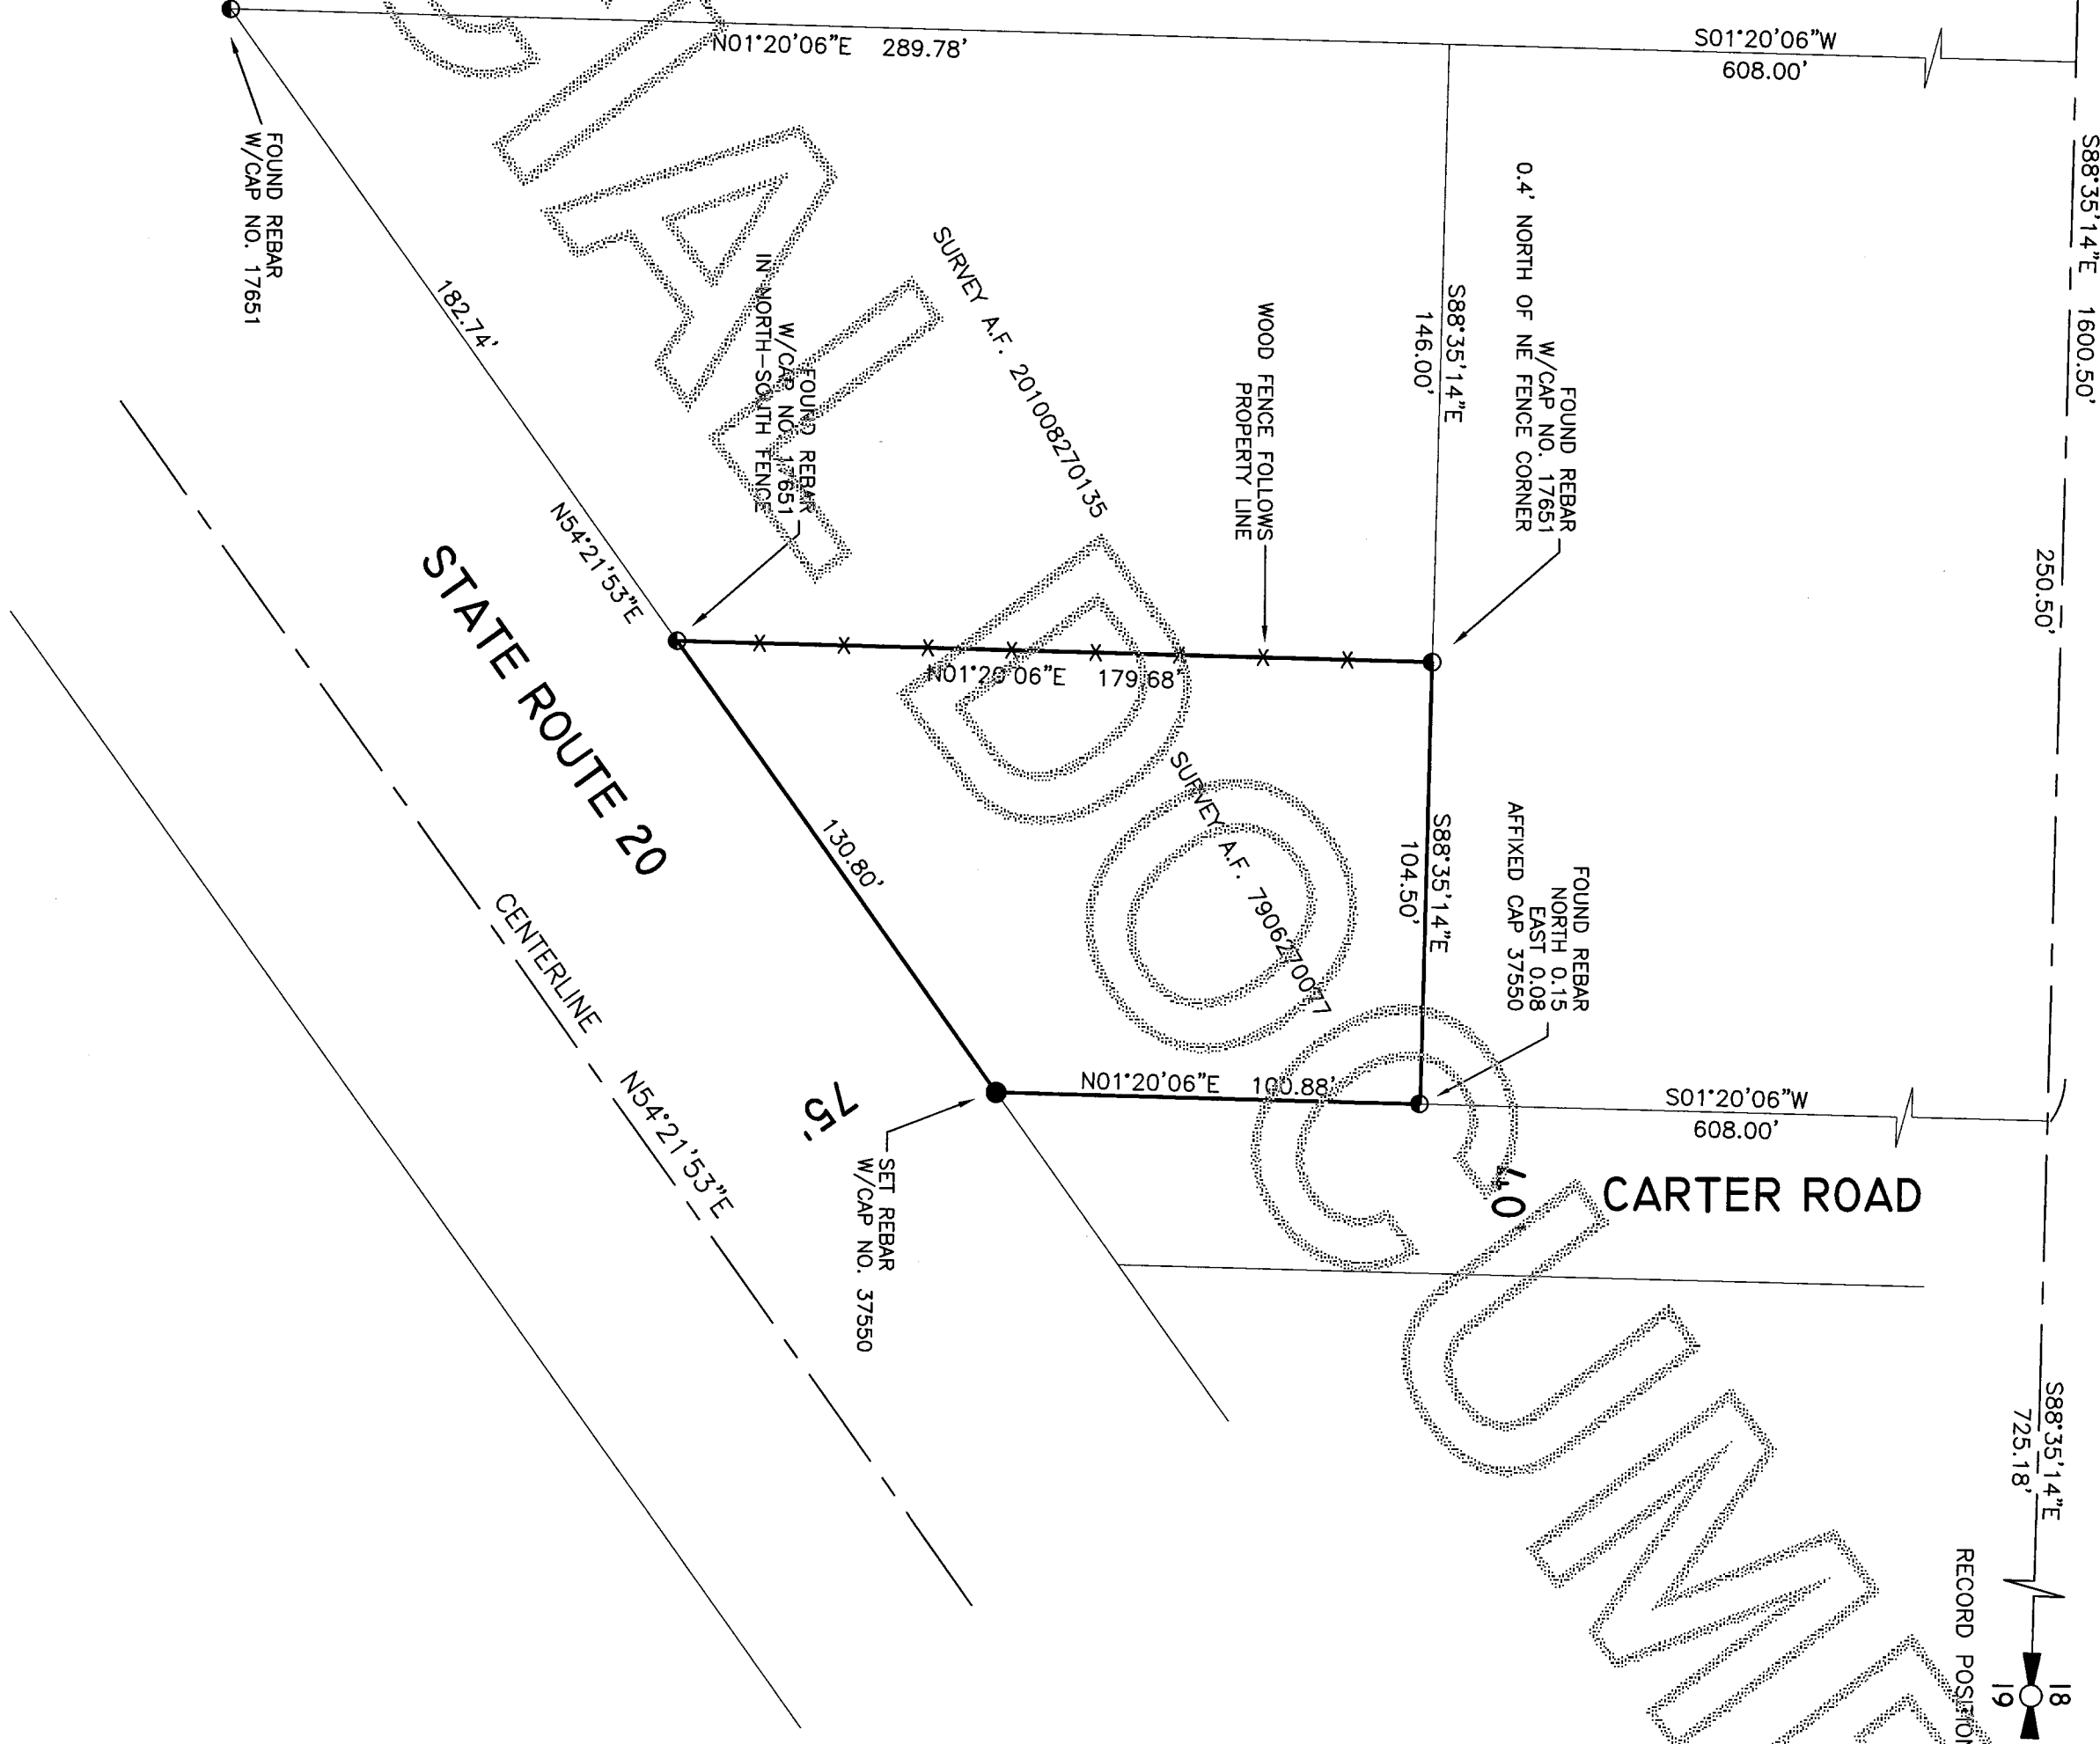 S88°35'14"E 1600.50'
250.50'
S88°35'14"E
725.18'
18
19
RECORD POSITION
S01°20'06"W
608.00'
N01°20'06"E 289.78'
S88°35'14"E
146.00'
FOUND REBAR
W/CAP NO. 17651
0.4' NORTH OF NE FENCE CORNER
WOOD FENCE FOLLOWS
PROPERTY LINE
S88°35'14"E
104.50'
FOUND REBAR
NORTH 0.15
EAST 0.08
AFFIXED CAP 37550
S01°20'06"W
608.00'
CARTER ROAD
40'
N01°20'06"E 179.68'
N01°20'06"E 100.88'
SURVEY A.F. 201008270135
SURVEY A.F. 7906270077
FOUND REBAR
W/CAP NO. 17651
IN NORTH-SOUTH FENCE
FOUND REBAR
W/CAP NO. 17651
182.74'
N54°21'53"E
130.80'
SET REBAR
W/CAP NO. 37550
75'
STATE ROUTE 20
CENTERLINE N54°21'53"E
CIAL DOCUME